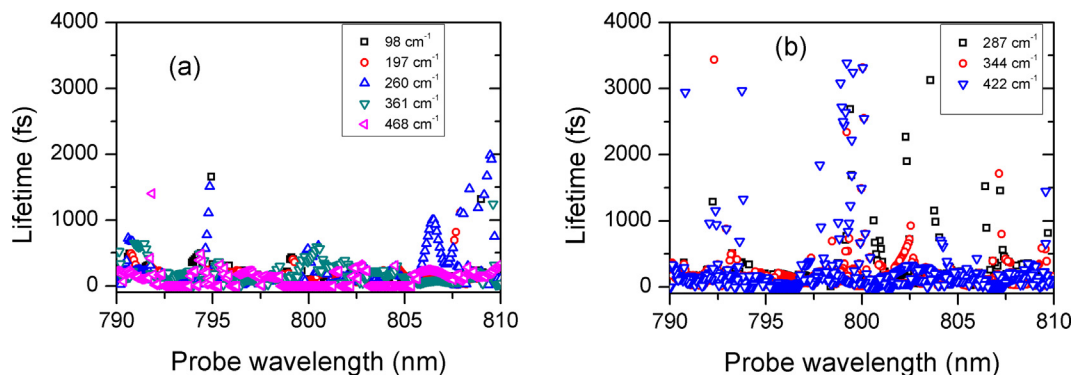 4000
3000
2000
1000
0
Lifetime (fs)
(a)
98 cm⁻¹
197 cm⁻¹
260 cm⁻¹
361 cm⁻¹
468 cm⁻¹
790
795
800
805
810
Probe wavelength (nm)
4000
3000
2000
1000
0
Lifetime (fs)
(b)
287 cm⁻¹
344 cm⁻¹
422 cm⁻¹
790
795
800
805
810
Probe wavelength (nm)